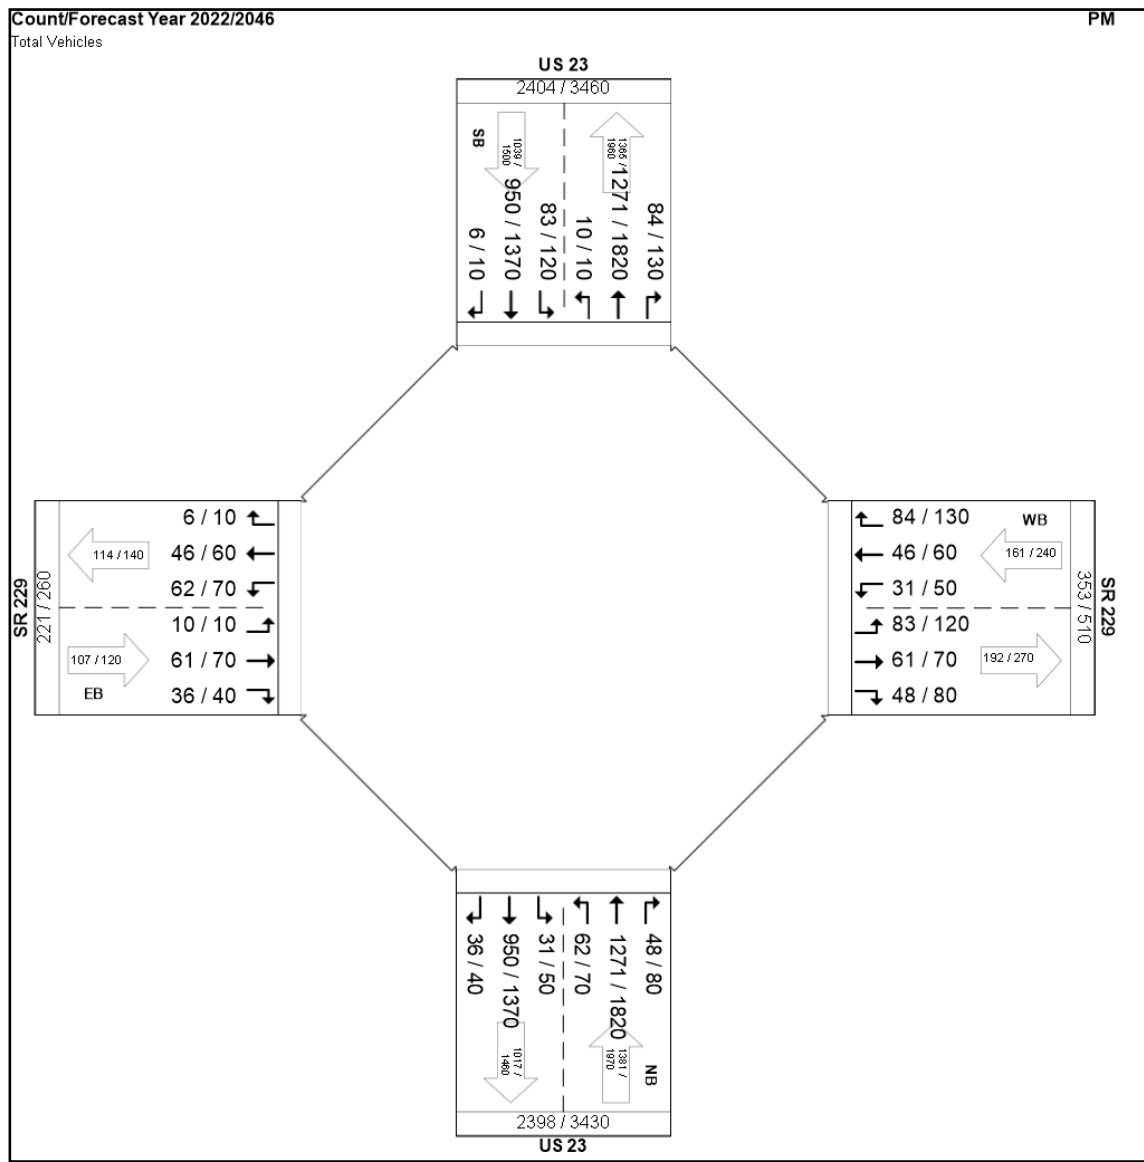 Count/Forecast Year 2022/2046
PM
Total Vehicles
US 23
2404 / 3460
SB
1039 /
1500
1365 /
1960
6 / 10
950 / 1370
83 / 120
10 / 10
1271 / 1820
84 / 130
SR 229
221 / 260
114 / 140
6 / 10
46 / 60
62 / 70
107 / 120
EB
10 / 10
61 / 70
36 / 40
84 / 130
46 / 60
31 / 50
WB
161 / 240
83 / 120
61 / 70
48 / 80
192 / 270
353 / 510
SR 229
36 / 40
950 / 1370
31 / 50
62 / 70
1271 / 1820
48 / 80
1017 /
1460
1381 /
1970
NB
2398 / 3430
US 23